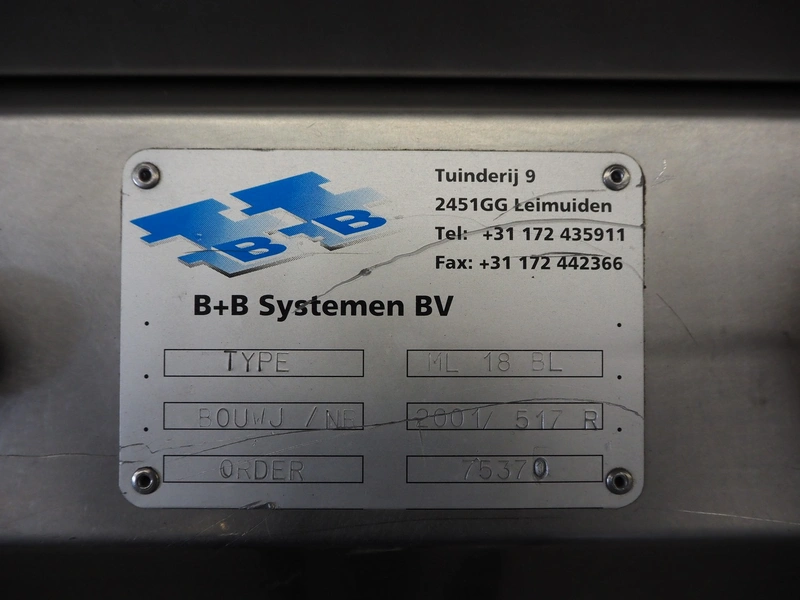 Tuinderij 9
2451GG Leimuiden
Tel: +31 172 435911
Fax: +31 172 442366
B+B
B+B Systemen BV
TYPE ML 18 BL
BOUWJ /NE 2001/ 517 R
ORDER 75370